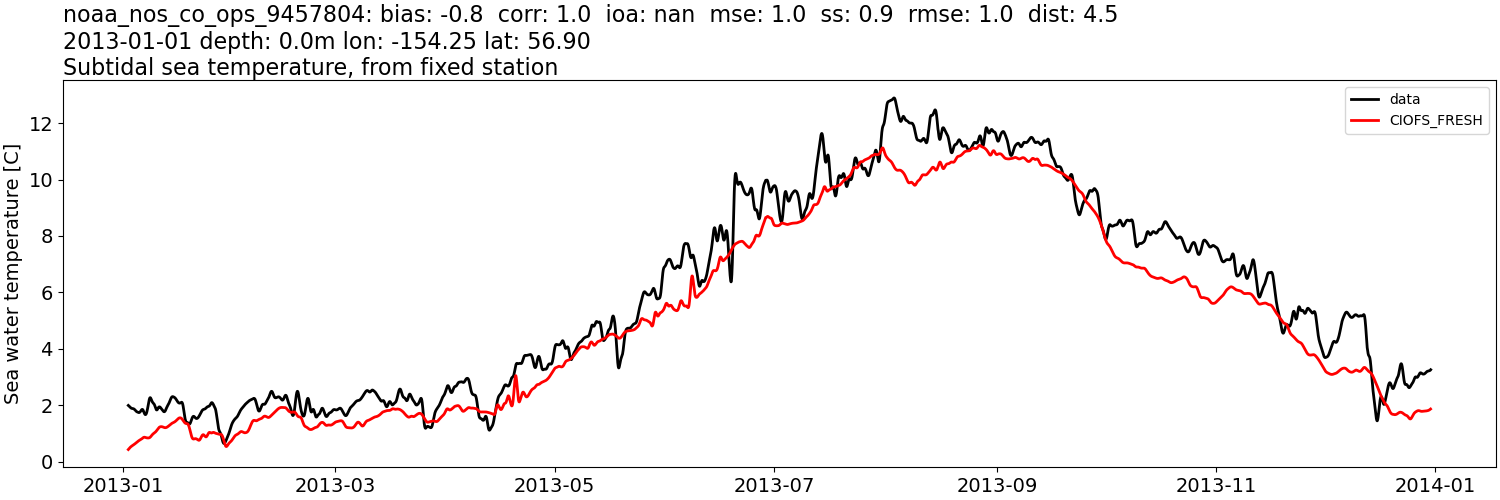 noaa_nos_co_ops_9457804: bias: -0.8  corr: 1.0  ioa: nan  mse: 1.0  ss: 0.9  rmse: 1.0  dist: 4.5
2013-01-01 depth: 0.0m lon: -154.25 lat: 56.90
Subtidal sea temperature, from fixed station
data
CIOFS_FRESH
Sea water temperature [C]
12
10
8
6
4
2
0
2013-01
2013-03
2013-05
2013-07
2013-09
2013-11
2014-01